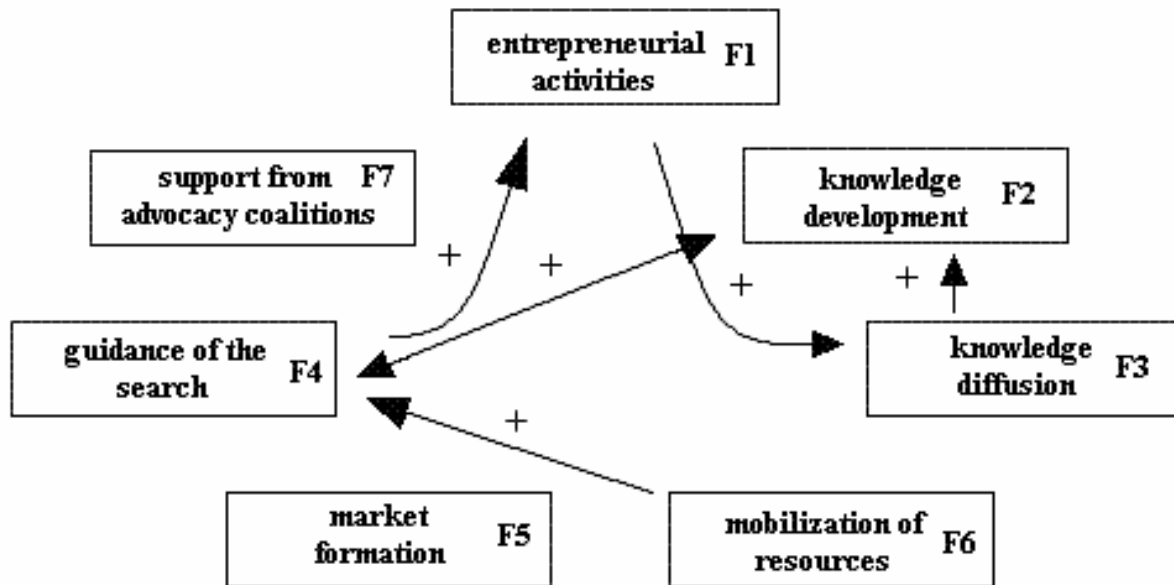 entrepreneurial F1
activities
support from F7
advocacy coalitions
knowledge F2
development
+
+
+
+
guidance of the F4
search
knowledge F3
diffusion
+
market F5
formation
mobilization of F6
resources